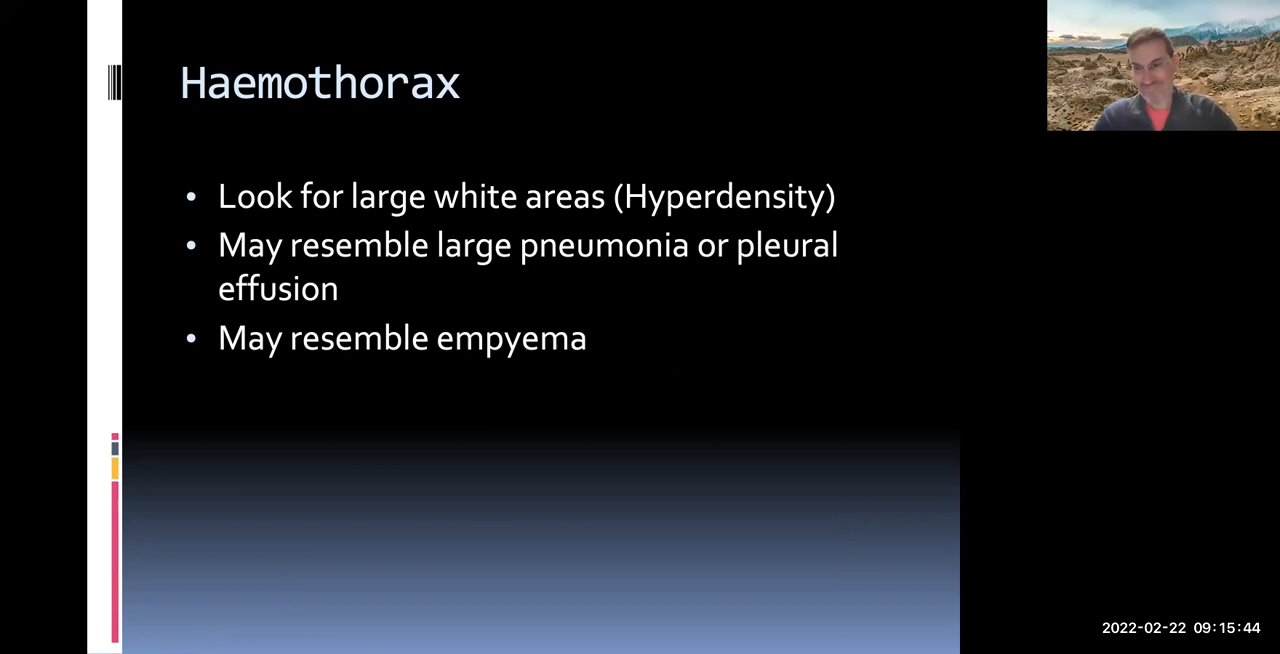 Haemothorax
• Look for large white areas (Hyperdensity)
• May resemble large pneumonia or pleural
effusion
• May resemble empyema
2022-02-22 09:15:44